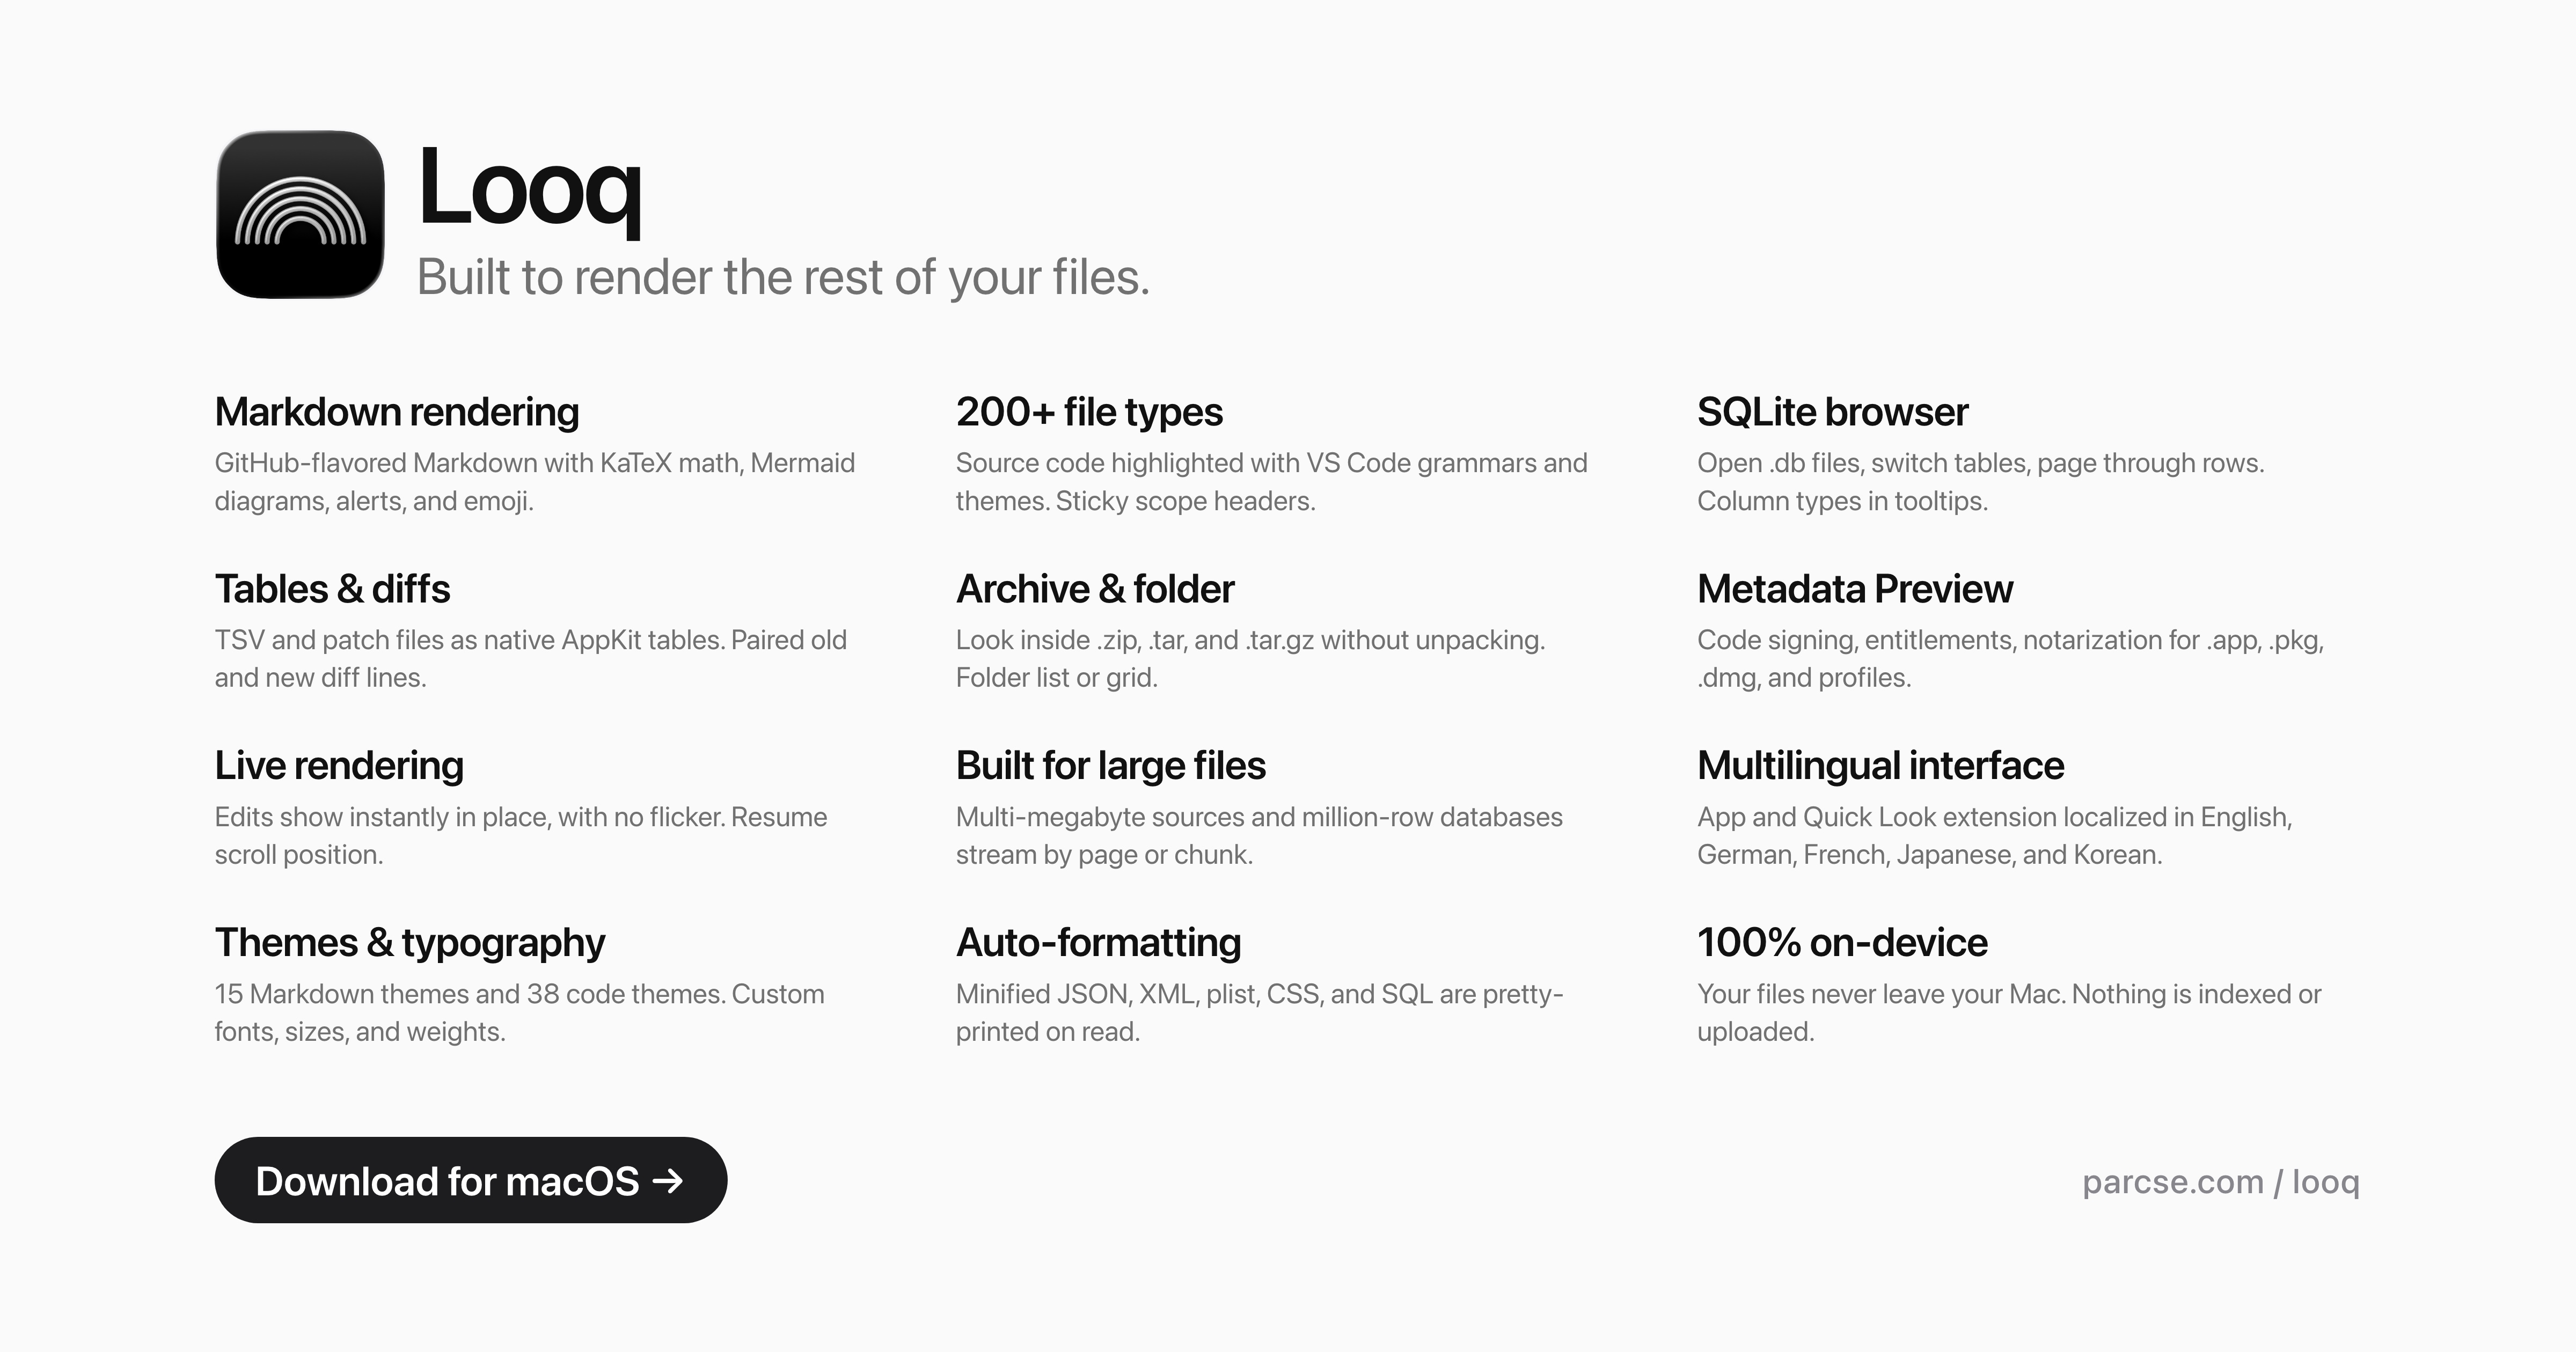 Looq
Built to render the rest of your files.
Markdown rendering
GitHub-flavored Markdown with KaTeX math, Mermaid
diagrams, alerts, and emoji.
200+ file types
Source code highlighted with VS Code grammars and
themes. Sticky scope headers.
SQLite browser
Open .db files, switch tables, page through rows.
Column types in tooltips.
Tables & diffs
TSV and patch files as native AppKit tables. Paired old
and new diff lines.
Archive & folder
Look inside .zip, .tar, and .tar.gz without unpacking.
Folder list or grid.
Metadata Preview
Code signing, entitlements, notarization for .app, .pkg,
.dmg, and profiles.
Live rendering
Edits show instantly in place, with no flicker. Resume
scroll position.
Built for large files
Multi-megabyte sources and million-row databases
stream by page or chunk.
Multilingual interface
App and Quick Look extension localized in English,
German, French, Japanese, and Korean.
Themes & typography
15 Markdown themes and 38 code themes. Custom
fonts, sizes, and weights.
Auto-formatting
Minified JSON, XML, plist, CSS, and SQL are pretty-
printed on read.
100% on-device
Your files never leave your Mac. Nothing is indexed or
uploaded.
Download for macOS →
parcse.com / looq